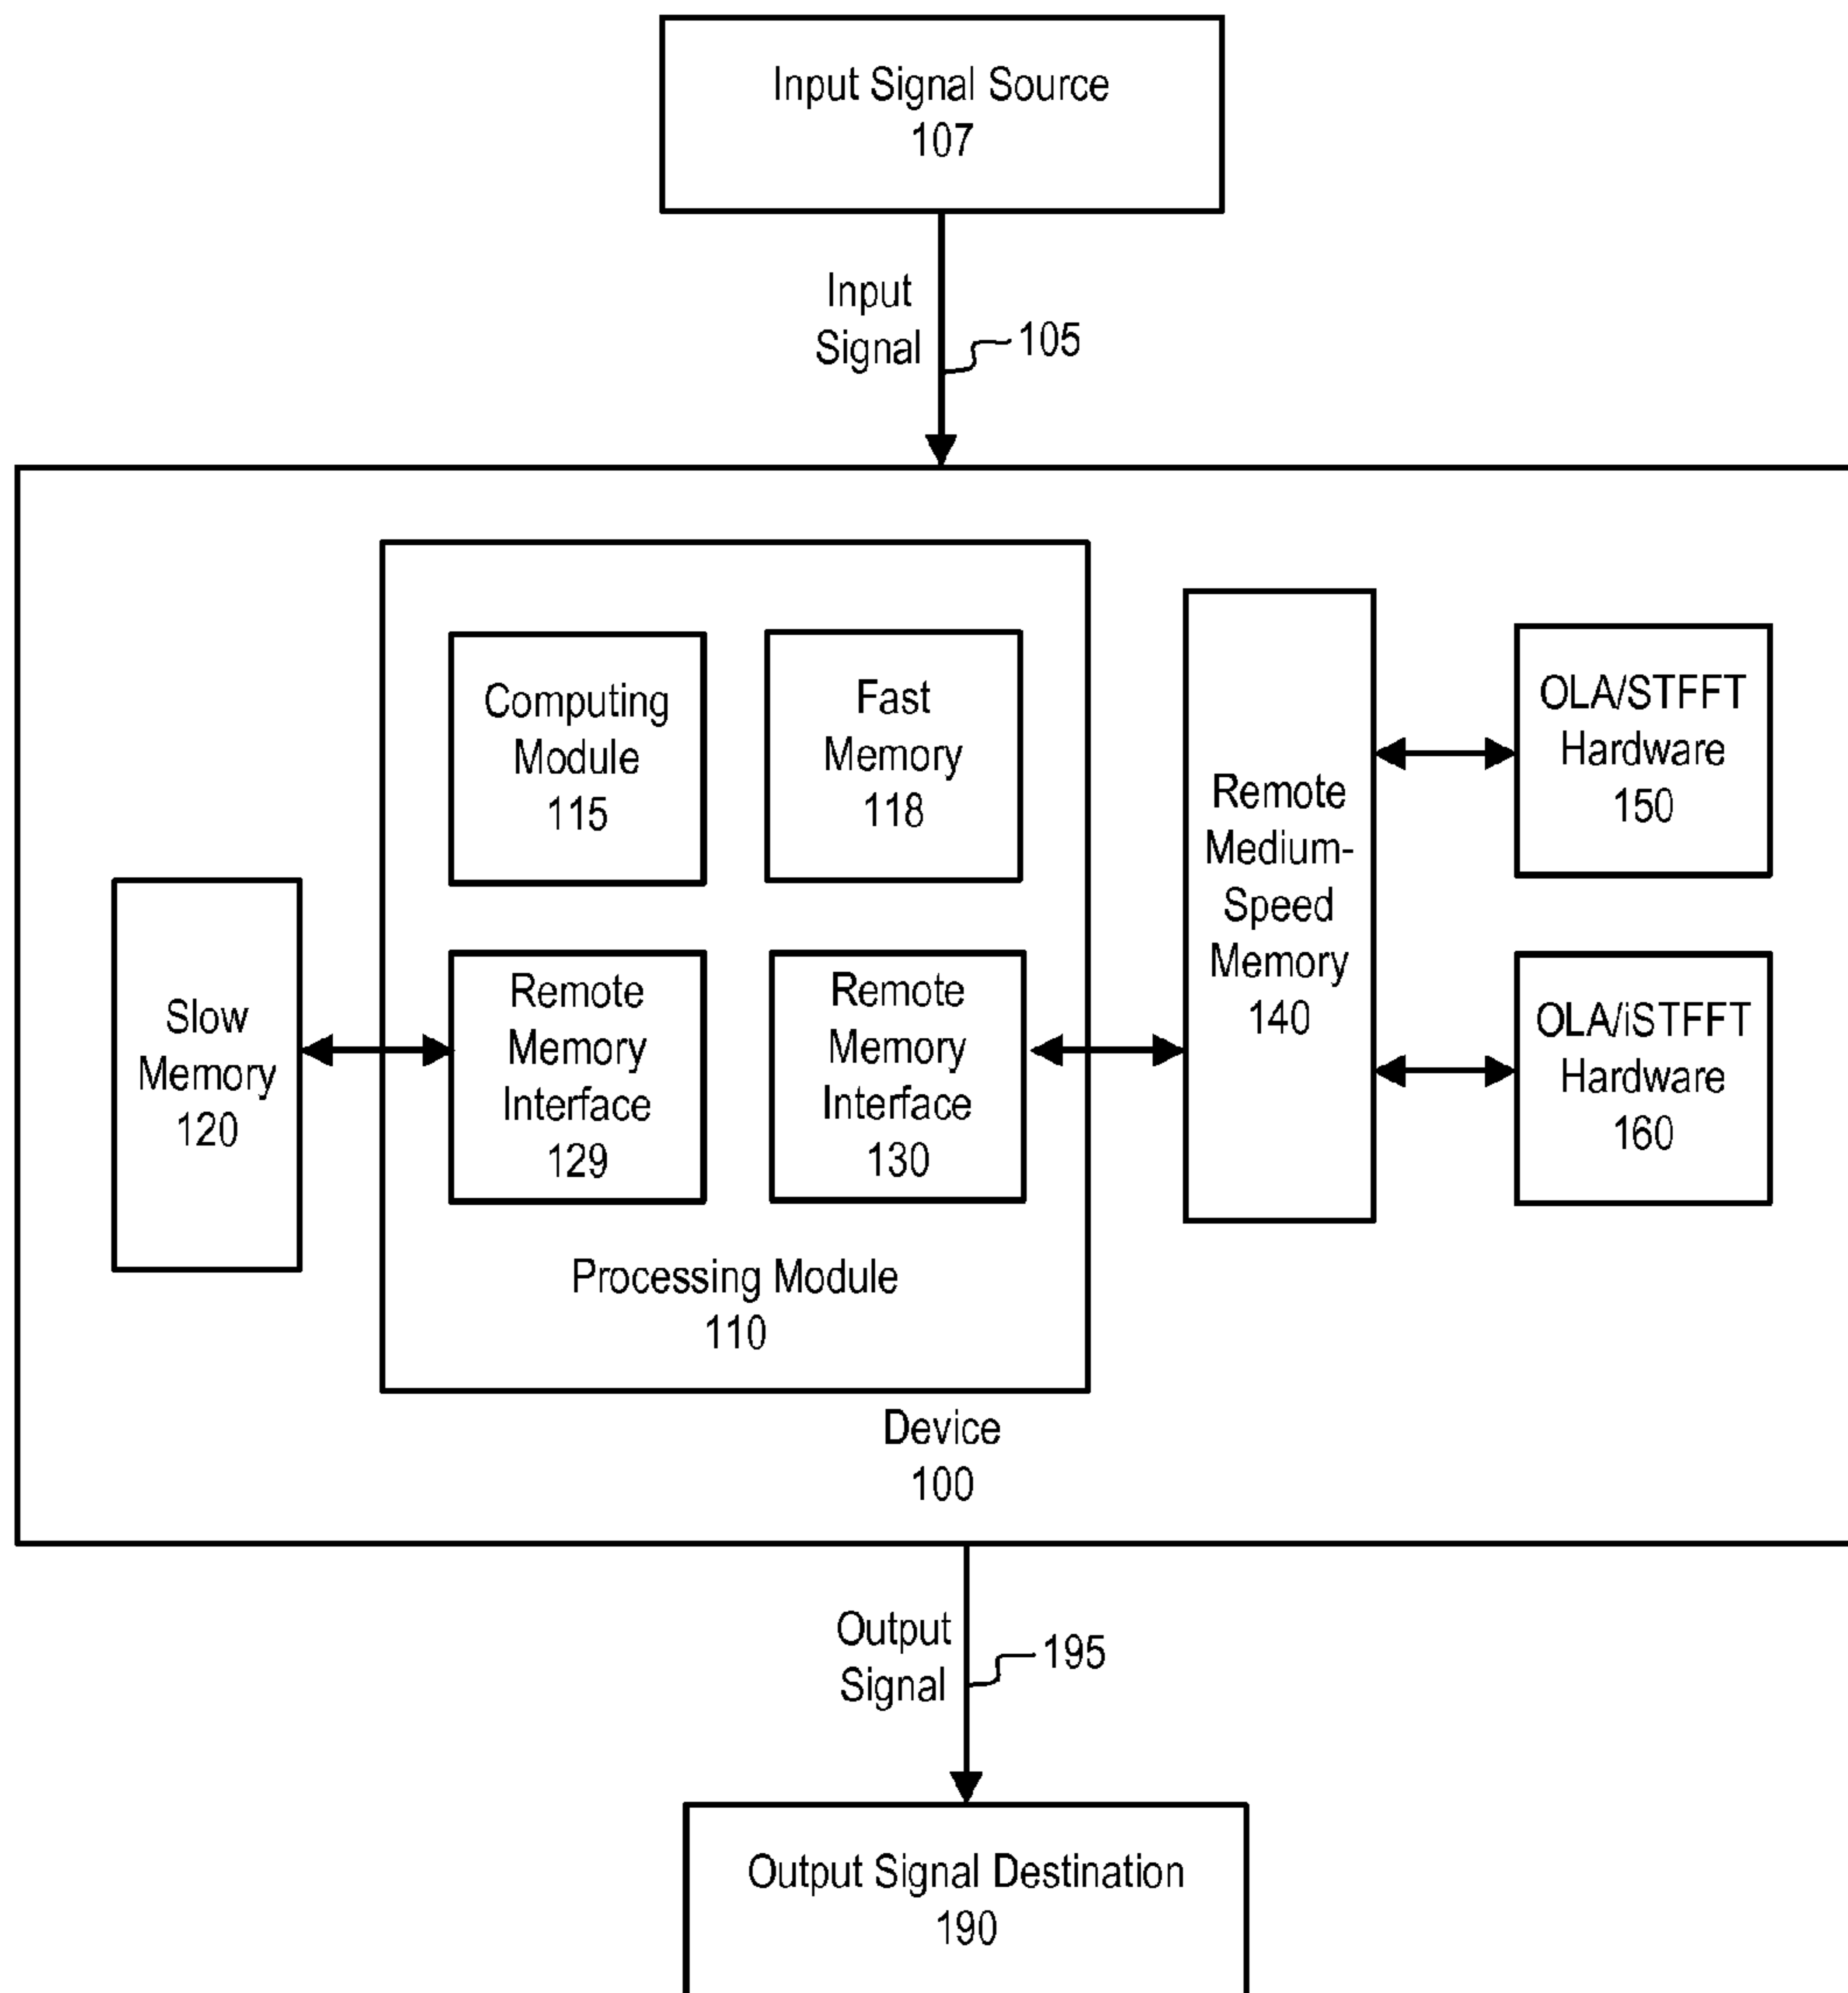 Input Signal Source
107
Input
Signal
105
Computing
Module
115
Fast
Memory
118
Slow
Memory
120
Remote
Memory
Interface
129
Remote
Memory
Interface
130
Processing Module
110
Remote
Medium-
Speed
Memory
140
OLA/STFFT
Hardware
150
OLA/iSTFFT
Hardware
160
Device
100
Output
Signal
195
Output Signal Destination
190